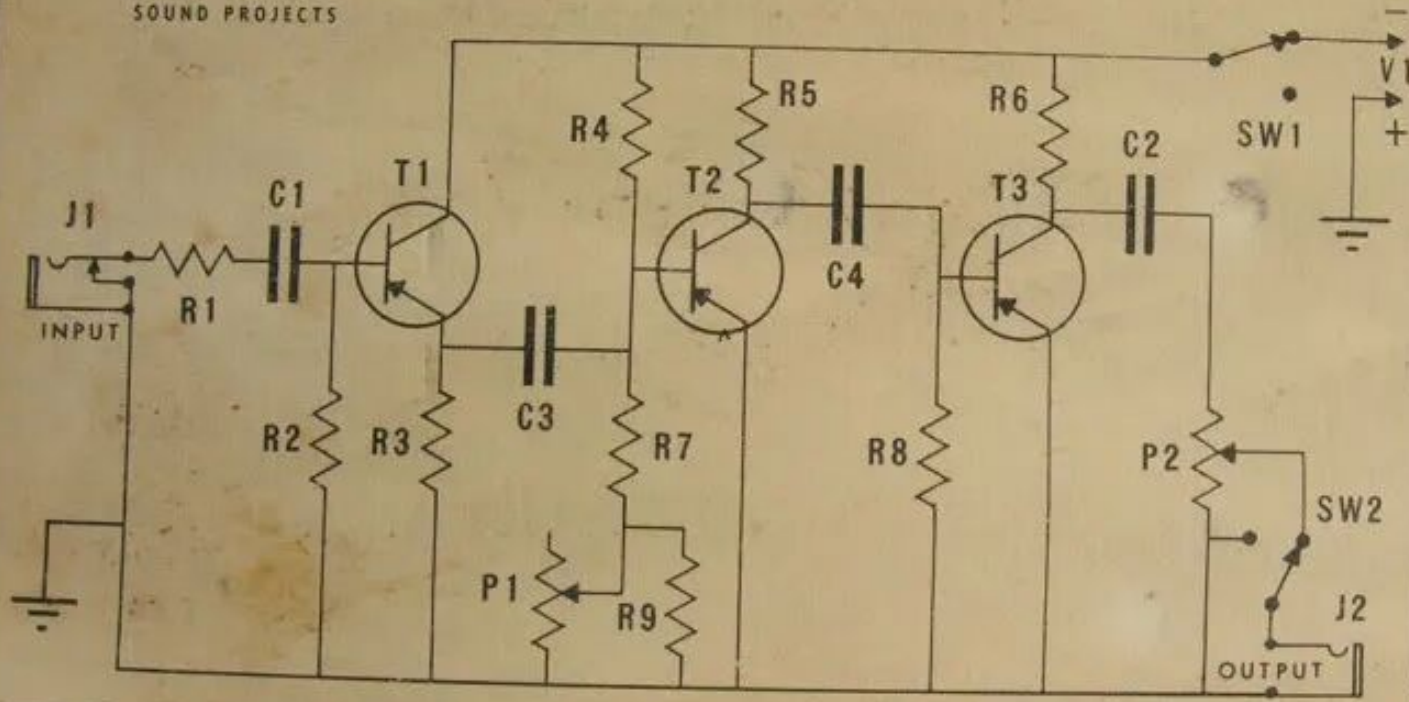 SOUND PROJECTS
−
V1
+
SW1
R4
R5
R6
C2
T1
T2
T3
C1
J1
R1
INPUT
C4
C3
R2
R3
R7
R8
P2
SW2
P1
R9
J2
OUTPUT